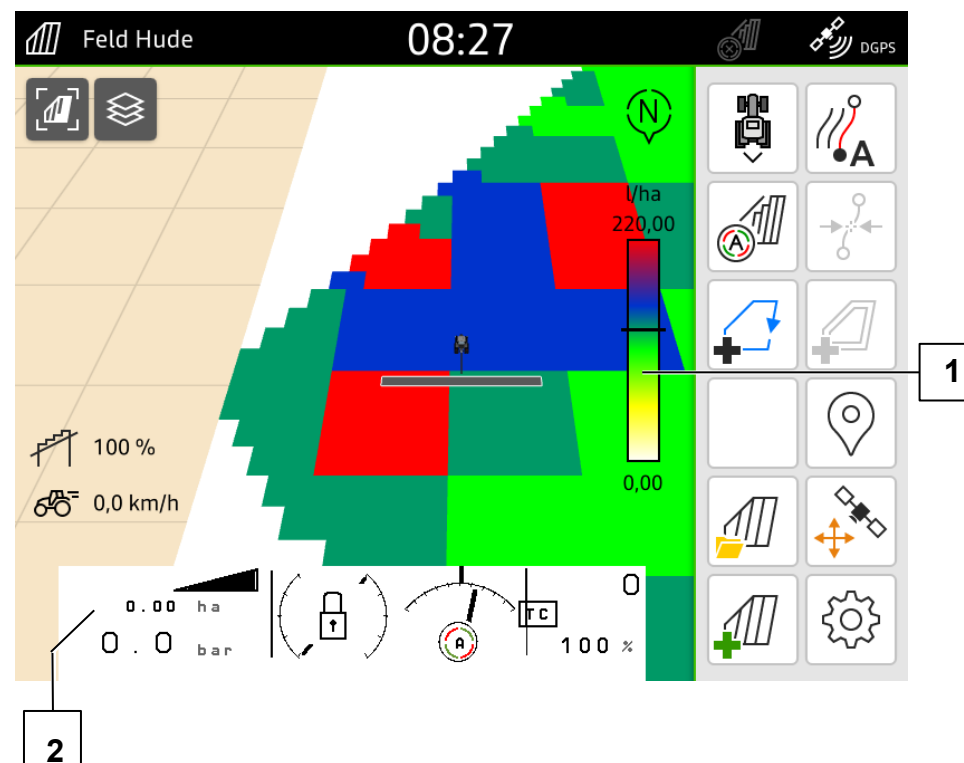 Feld Hude
08:27
DGPS
N
l/ha
220,00
A
A
1
100 %
0,0 km/h
0,00
0.00 ha
0.0 bar
A
TC
0
100 %
2